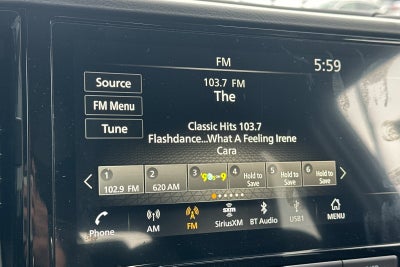 FM
5:59
Source
103.7 FM
FM Menu
The
Tune
Classic Hits 103.7
Flashdance...What A Feeling Irene
Cara
1 2 3 4 5 6
102.9 FM 620 AM Hold to Save Hold to Save Hold to Save
Phone AM FM SiriusXM BT Audio USB1 MENU